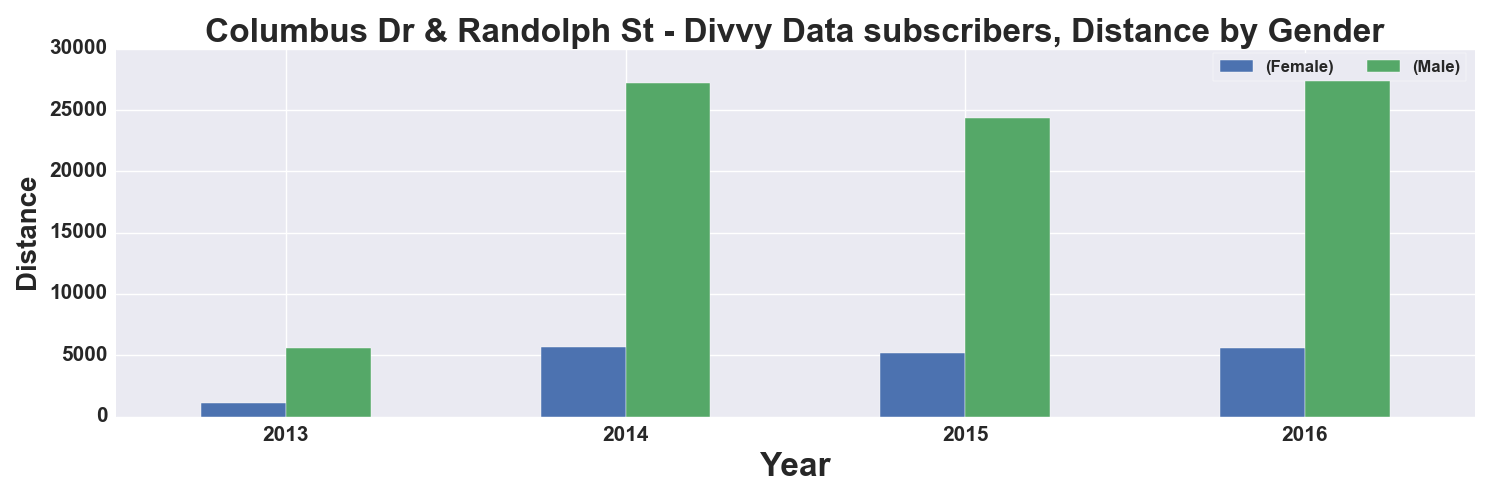 Columbus Dr & Randolph St - Divvy Data subscribers, Distance by Gender
(Female) (Male)
Distance
30000
25000
20000
15000
10000
5000
0
2013 2014 2015 2016
Year